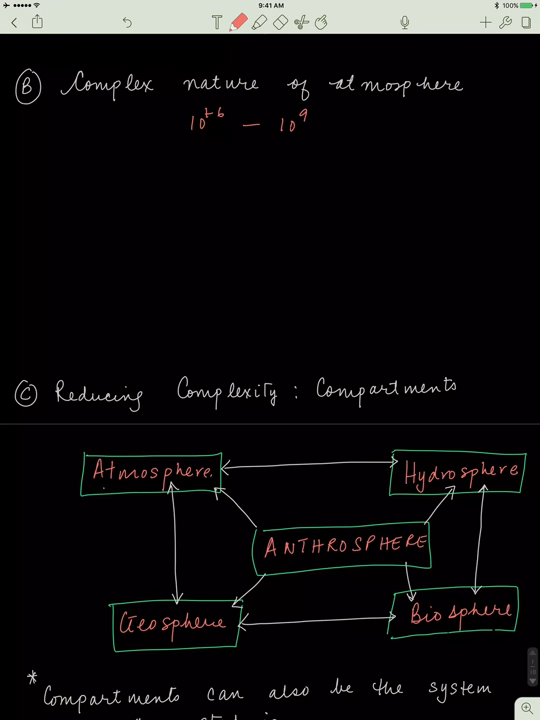 9:41 AM
100%
T
B Complex nature of atmosphere
10^-6 — 10^9
C Reducing Complexity : Compartments
Atmosphere Hydrosphere
ANTHROSPHERE
Geosphere Biosphere
* Compartments can also be the system